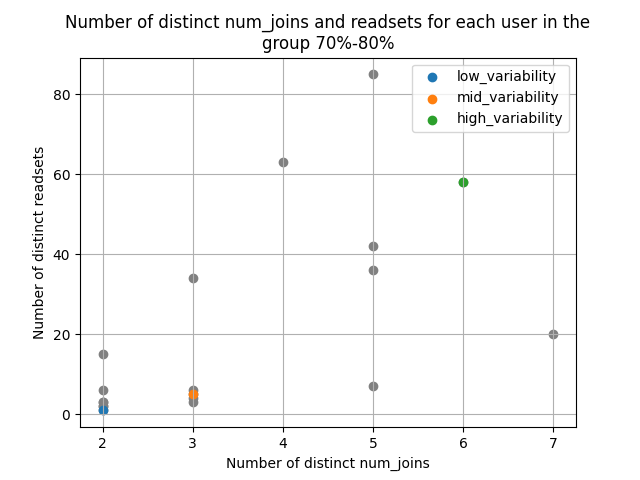 Number of distinct num_joins and readsets for each user in the
group 70%-80%
low_variability
mid_variability
high_variability
Number of distinct readsets
80
60
40
20
0
2 3 4 5 6 7
Number of distinct num_joins